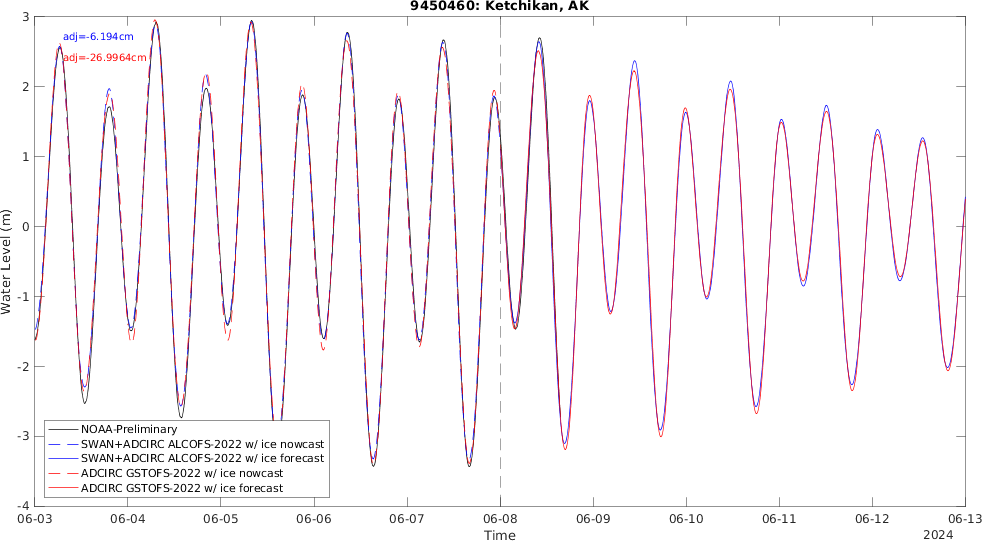 9450460: Ketchikan, AK
adj=-6.194cm
adj=-26.9964cm
Water Level (m)
3
2
1
0
-1
-2
-3
-4
NOAA-Preliminary
SWAN+ADCIRC ALCOFS-2022 w/ ice nowcast
SWAN+ADCIRC ALCOFS-2022 w/ ice forecast
ADCIRC GSTOFS-2022 w/ ice nowcast
ADCIRC GSTOFS-2022 w/ ice forecast
06-03 06-04 06-05 06-06 06-07 06-08 06-09 06-10 06-11 06-12 06-13
Time
2024